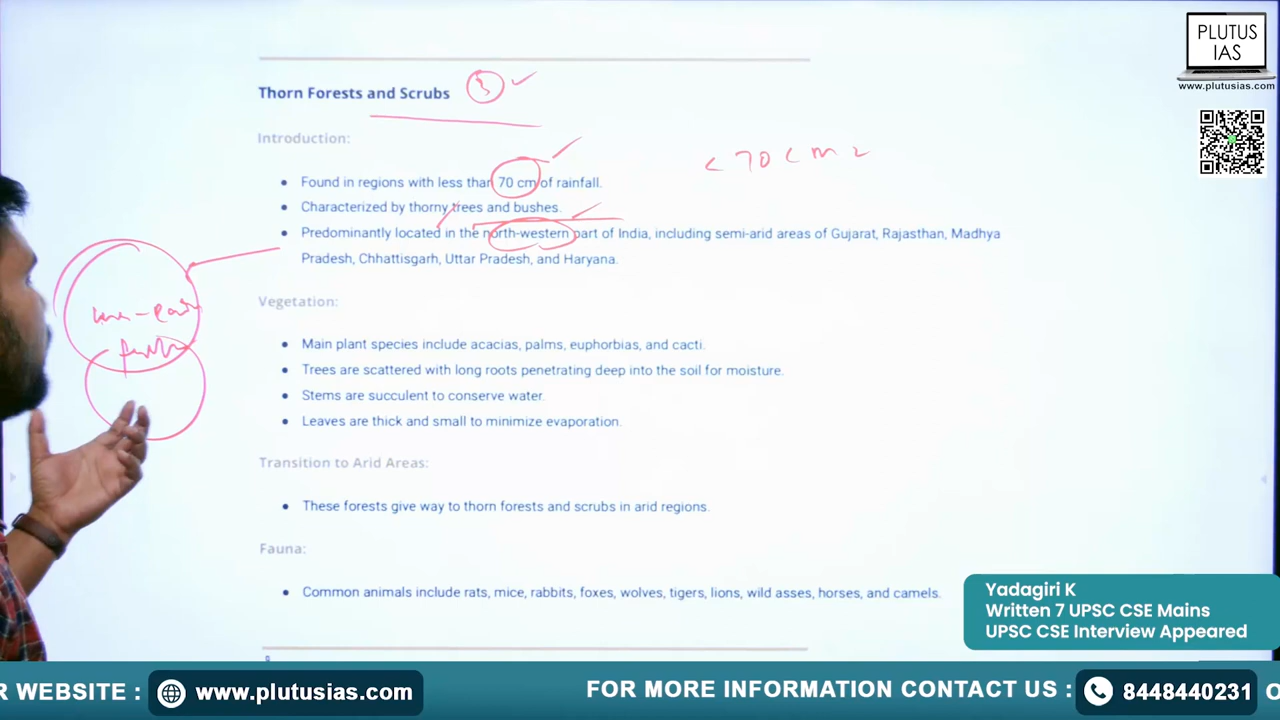 PLUTUS
IAS
www.plutusias.com
Thorn Forests and Scrubs 3
Introduction:
< 70 cm
• Found in regions with less than 70 cm of rainfall.
• Characterized by thorny trees and bushes.
• Predominantly located in the north-western part of India, including semi-arid areas of Gujarat, Rajasthan, Madhya
Pradesh, Chhattisgarh, Uttar Pradesh, and Haryana.
Vegetation:
• Main plant species include acacias, palms, euphorbias, and cacti.
• Trees are scattered with long roots penetrating deep into the soil for moisture.
• Stems are succulent to conserve water.
• Leaves are thick and small to minimize evaporation.
Transition to Arid Areas:
• These forests give way to thorn forests and scrubs in arid regions.
Fauna:
• Common animals include rats, mice, rabbits, foxes, wolves, tigers, lions, wild asses, horses, and camels.
Yadagiri K
Written 7 UPSC CSE Mains
UPSC CSE Interview Appeared
R WEBSITE : www.plutusias.com FOR MORE INFORMATION CONTACT US : 8448440231